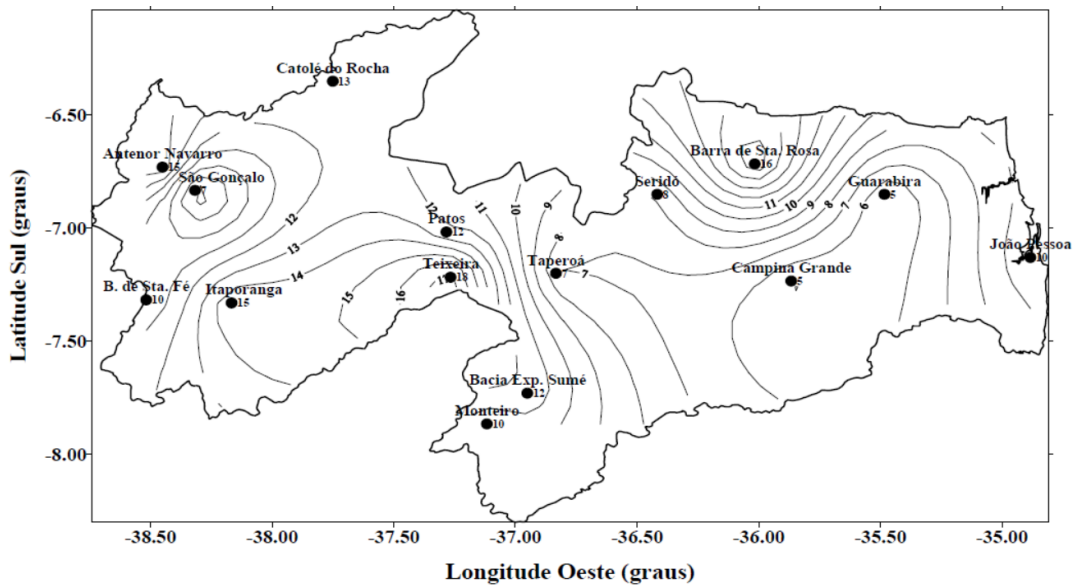 Catolé do Rocha
13
-6.50
Antenor Navarro
15
Barra de Sta. Rosa
16
São Gonçalo
7
Seridó
8
Guarabira
5
12
11
10
9
8
7
6
12
11
10
9
-7.00
Patos
12
13
8
João Pessoa
10
14
Teixeira
18
Taperoá
7
7
Campina Grande
5
B. de Sta. Fé
10
Itaporanga
15
15
16
-7.50
Bacia Exp. Sumé
12
Monteiro
10
-8.00
-38.50
-38.00
-37.50
-37.00
-36.50
-36.00
-35.50
-35.00
Latitude Sul (graus)
Longitude Oeste (graus)